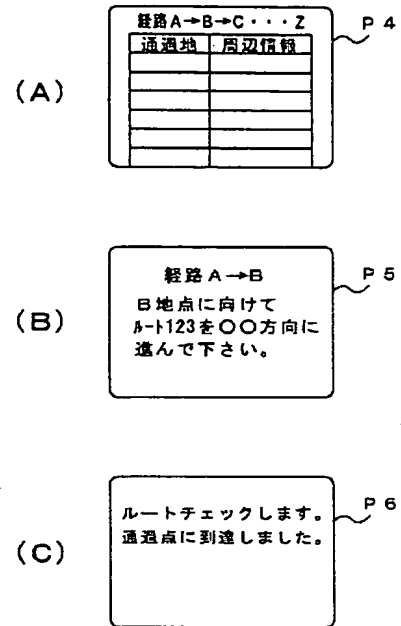 経路A→B→C・・・Z
P4
通過地 周辺情報
(A)
経路A→B
P5
B地点に向けて
(B)
ルート123を〇〇方向に
進んで下さい。
ルートチェックします。
P6
通過点に到達しました。
(C)